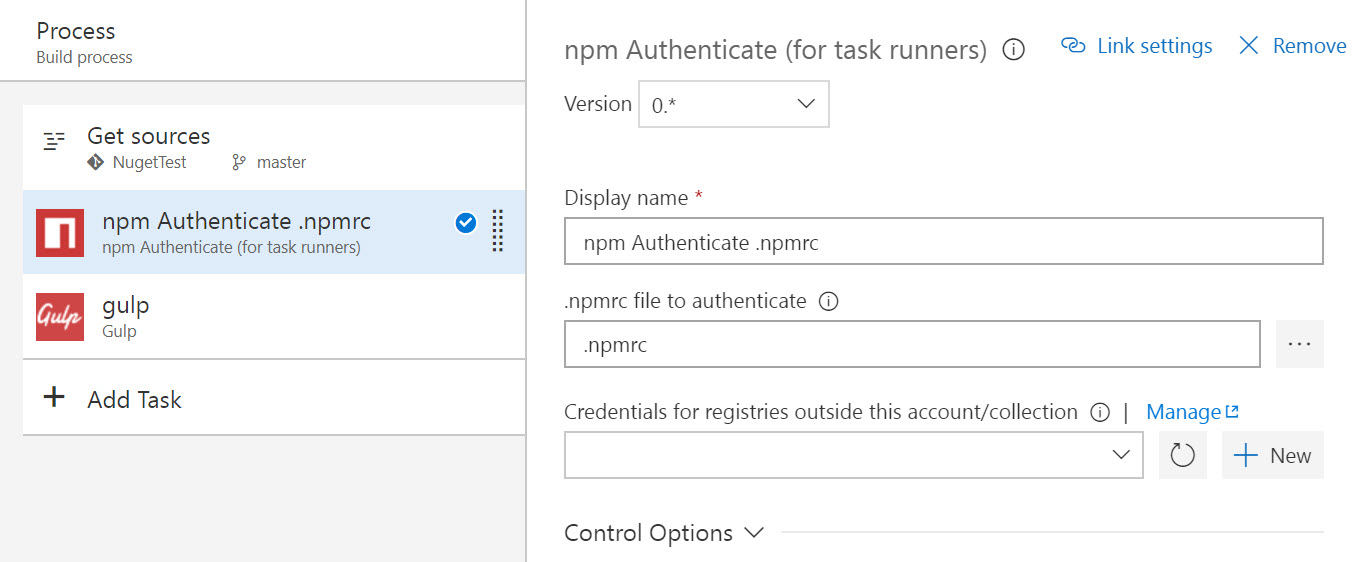 Process
Build process
Get sources
NugetTest master
npm Authenticate .npmrc
npm Authenticate (for task runners)
Gulp
gulp
Gulp
Add Task
npm Authenticate (for task runners)
Link settings
Remove
Version
0.*
Display name *
npm Authenticate .npmrc
.npmrc file to authenticate
.npmrc
...
Credentials for registries outside this account/collection | Manage
New
Control Options